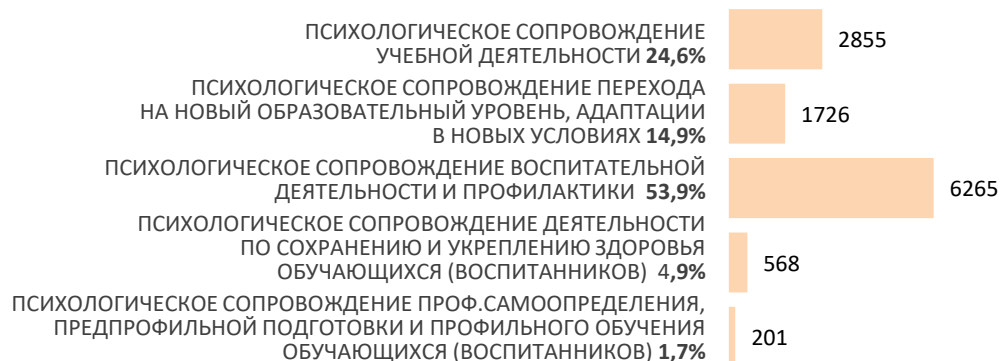 ПСИХОЛОГИЧЕСКОЕ СОПРОВОЖДЕНИЕ
УЧЕБНОЙ ДЕЯТЕЛЬНОСТИ 24,6%
2855
ПСИХОЛОГИЧЕСКОЕ СОПРОВОЖДЕНИЕ ПЕРЕХОДА
НА НОВЫЙ ОБРАЗОВАТЕЛЬНЫЙ УРОВЕНЬ, АДАПТАЦИИ
В НОВЫХ УСЛОВИЯХ 14,9%
1726
ПСИХОЛОГИЧЕСКОЕ СОПРОВОЖДЕНИЕ ВОСПИТАТЕЛЬНОЙ
ДЕЯТЕЛЬНОСТИ И ПРОФИЛАКТИКИ 53,9%
6265
ПСИХОЛОГИЧЕСКОЕ СОПРОВОЖДЕНИЕ ДЕЯТЕЛЬНОСТИ
ПО СОХРАНЕНИЮ И УКРЕПЛЕНИЮ ЗДОРОВЬЯ
ОБУЧАЮЩИХСЯ (ВОСПИТАННИКОВ) 4,9%
568
ПСИХОЛОГИЧЕСКОЕ СОПРОВОЖДЕНИЕ ПРОФ.САМООПРЕДЕЛЕНИЯ,
ПРЕДПРОФИЛЬНОЙ ПОДГОТОВКИ И ПРОФИЛЬНОГО ОБУЧЕНИЯ
ОБУЧАЮЩИХСЯ (ВОСПИТАННИКОВ) 1,7%
201